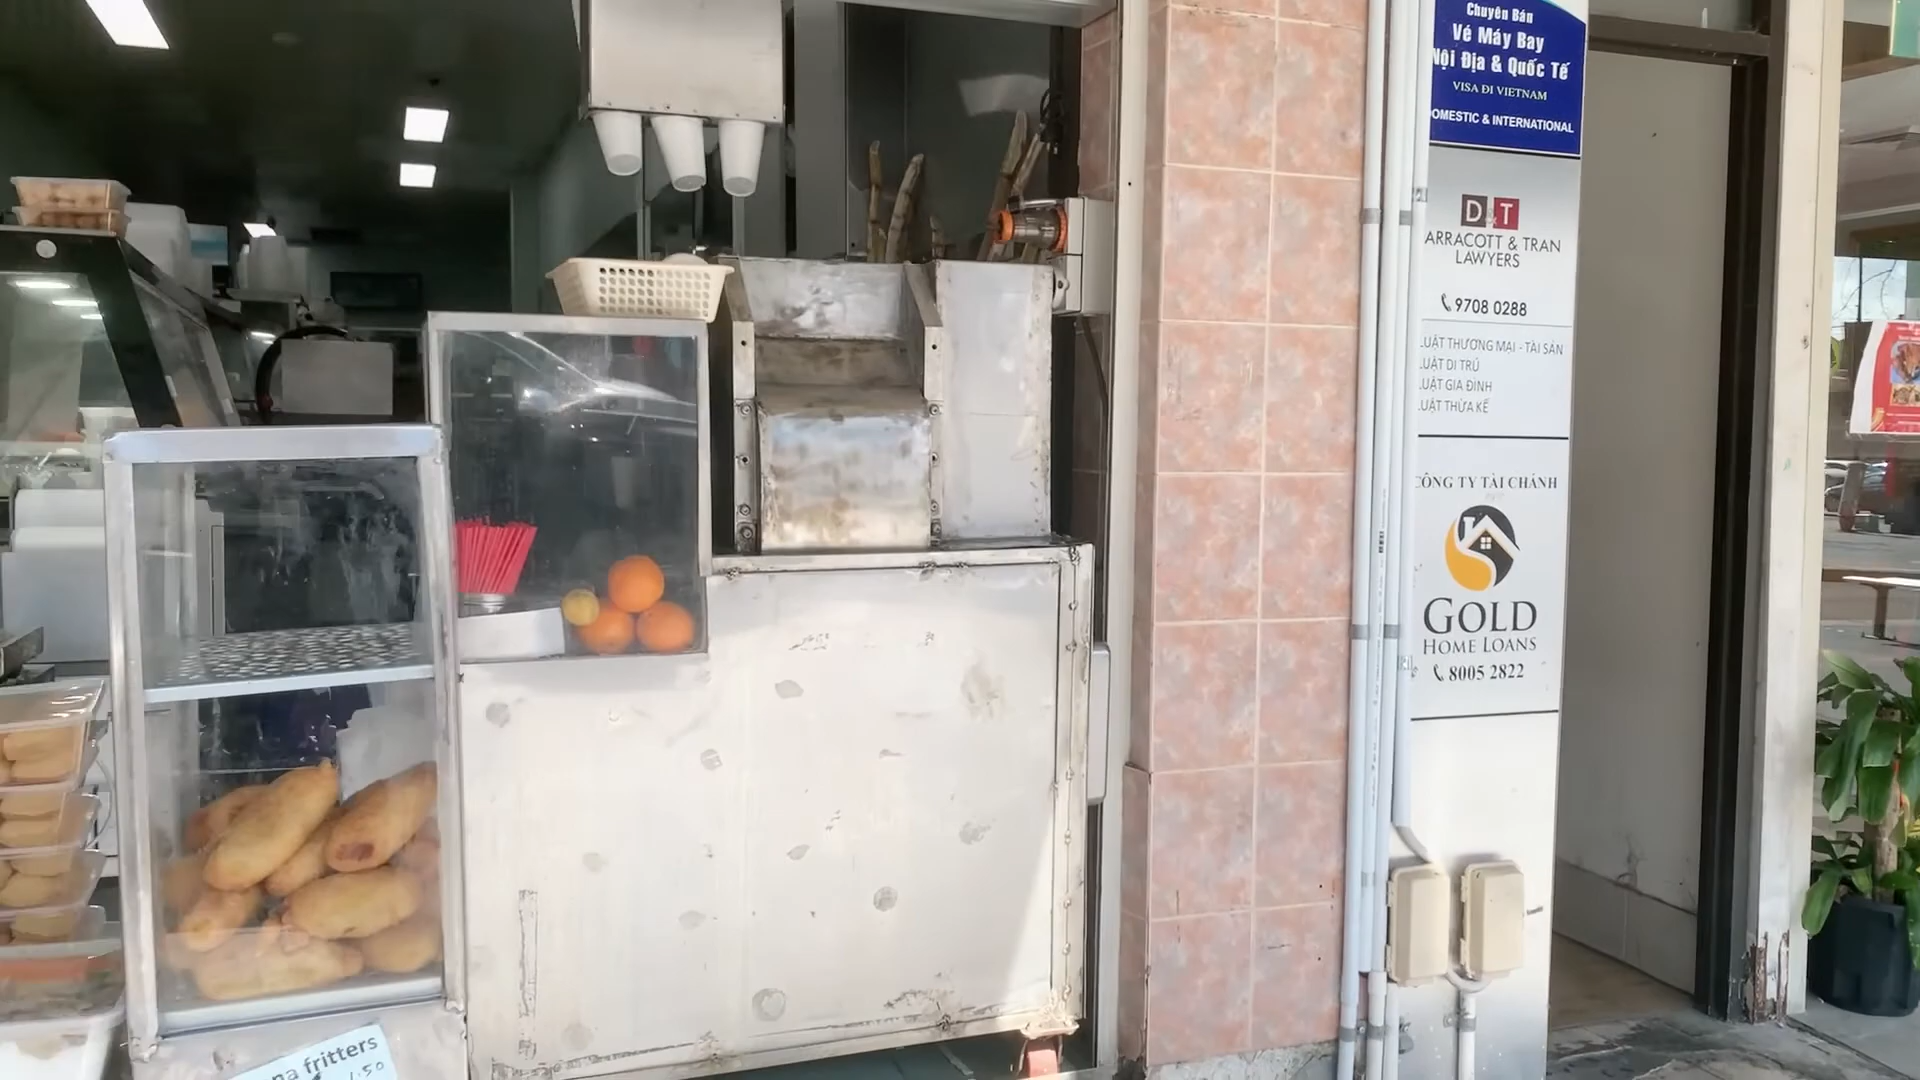 Chuyên Bán
Vé Máy Bay
Nội Địa & Quốc Tế
VISA ĐI VIETNAM
OMESTIC & INTERNATIONAL
D&T
ARRACOTT & TRAN
LAWYERS
9708 0288
LUẬT THƯƠNG MẠI - TÀI SẢN
LUẬT DI TRÚ
LUẬT GIA ĐÌNH
LUẬT THỪA KẾ
CÔNG TY TÀI CHÁNH
GOLD
HOME LOANS
8005 2822
na fritters
1.50